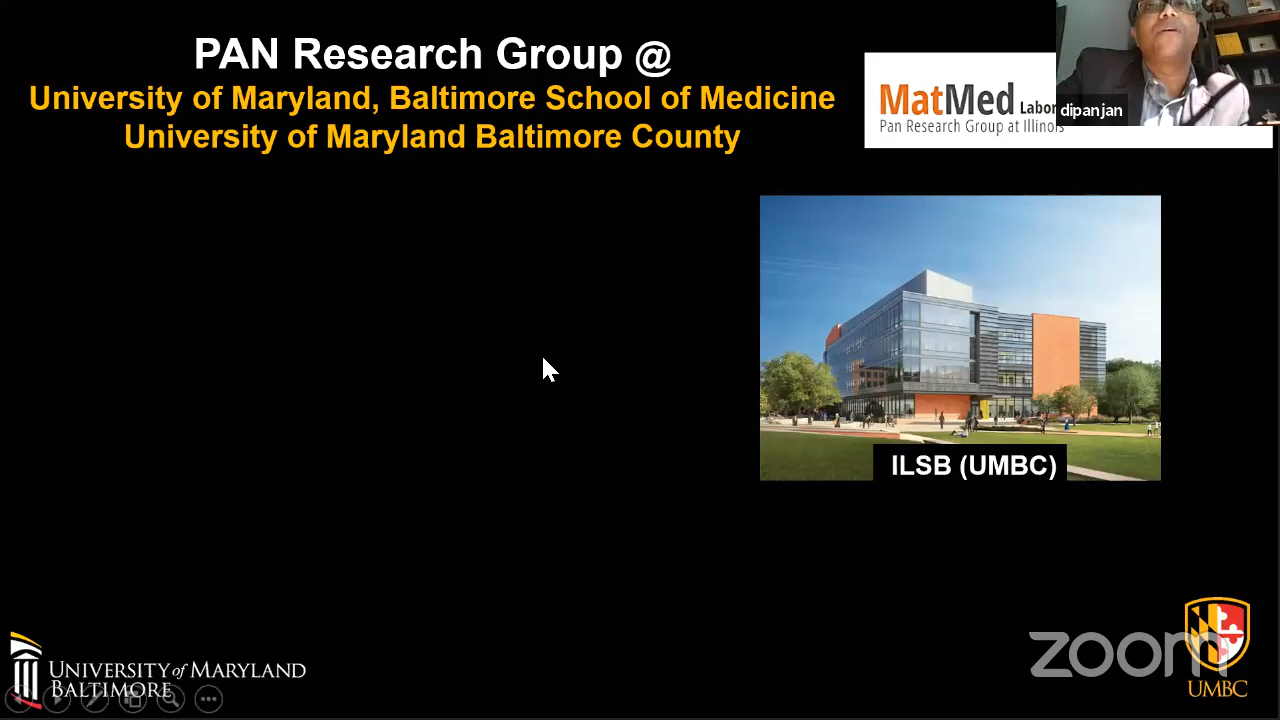 PAN Research Group @
University of Maryland, Baltimore School of Medicine
University of Maryland Baltimore County
MatMed
Pan Research Group at Illinois
dipanjan
ILSB (UMBC)
UNIVERSITY of MARYLAND
BALTIMORE
zoom
UMBC